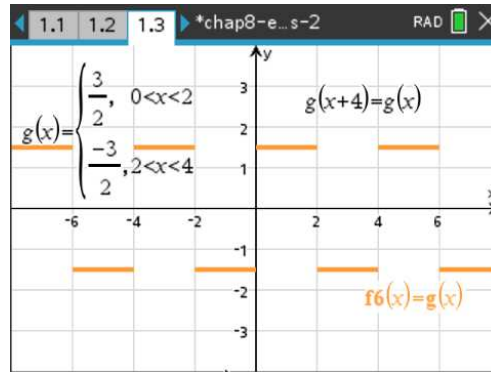 1.1 1.2 1.3 *chap8-e…s-2 RAD
y
g(x)={3/2, 0<x<2
-3/2, 2<x<4
g(x+4)=g(x)
3
2
1
-6 -4 -2 2 4 6
-1
-2
-3
f6(x)=g(x)